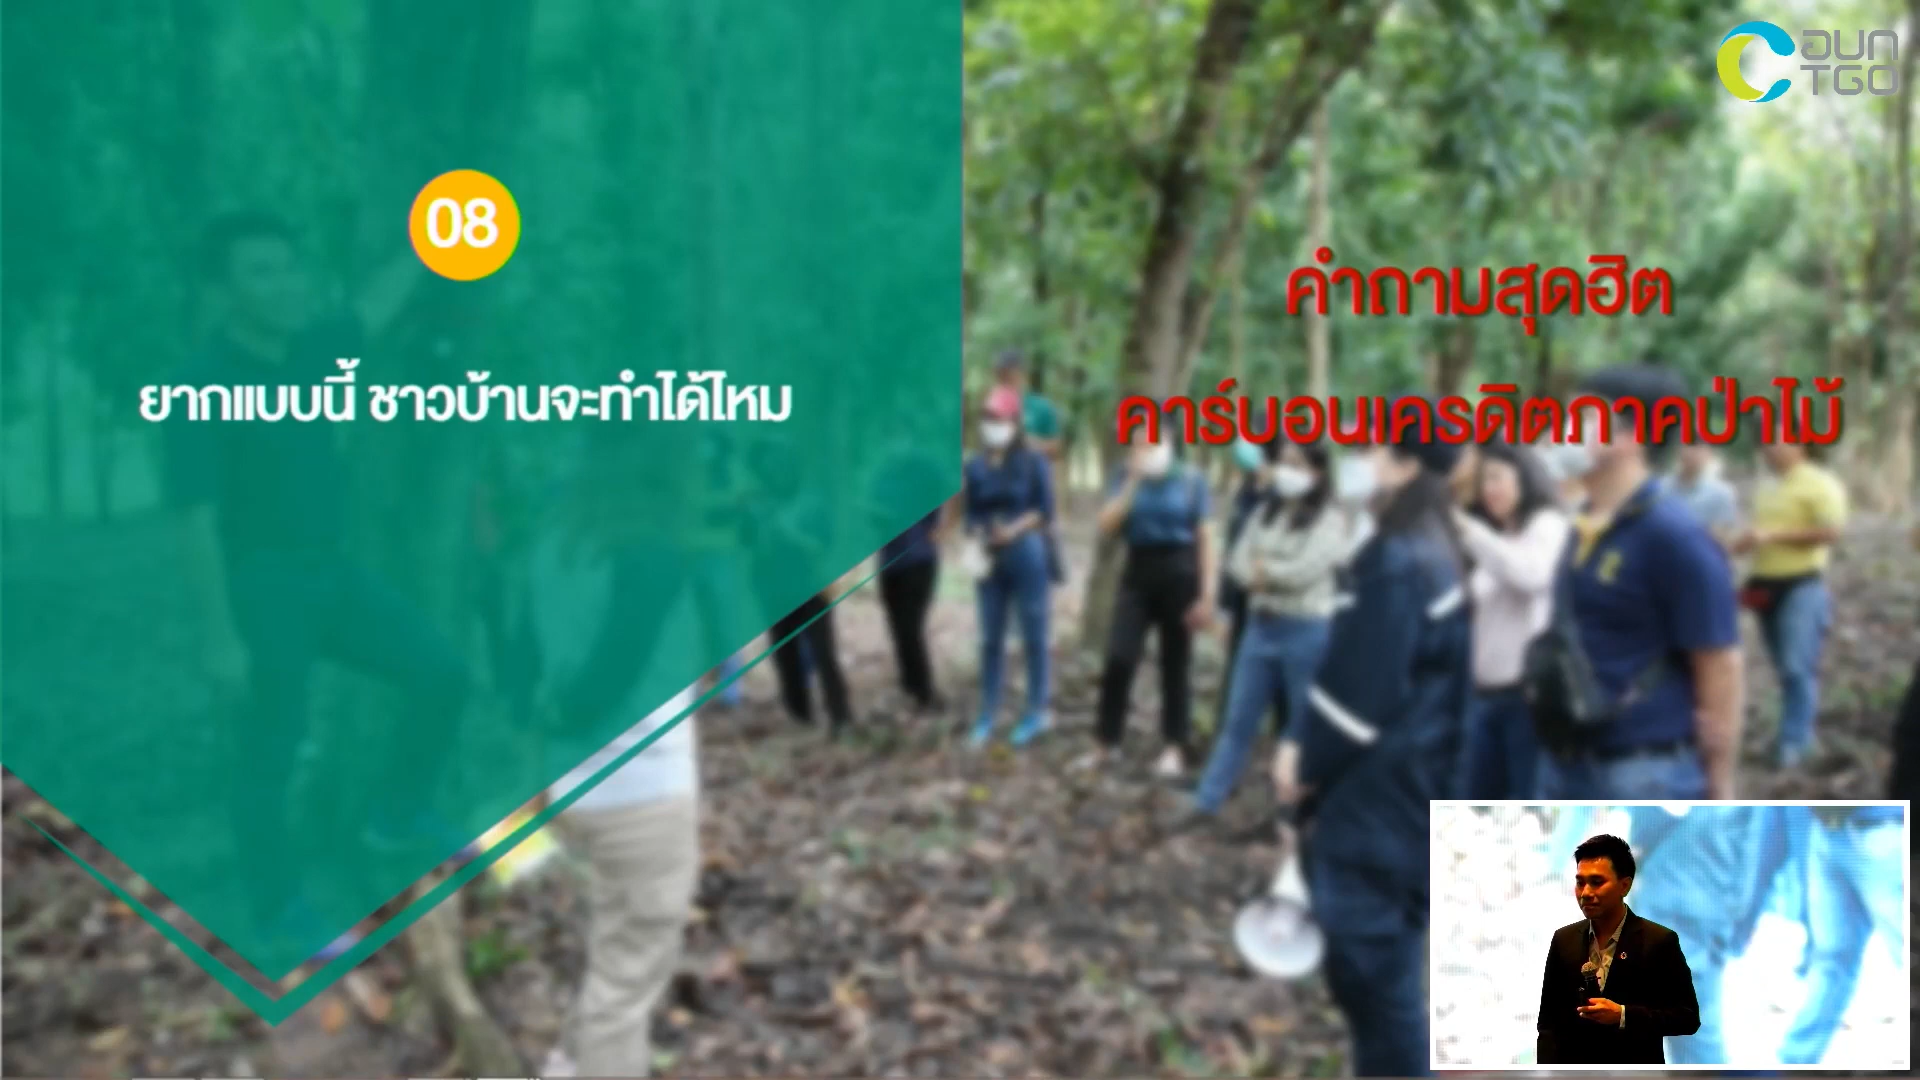 อบก
TGO
08
ยากแบบนี้ ชาวบ้านจะทำได้ไหม
คำถามสุดฮิต
คาร์บอนเครดิตภาคป่าไม้